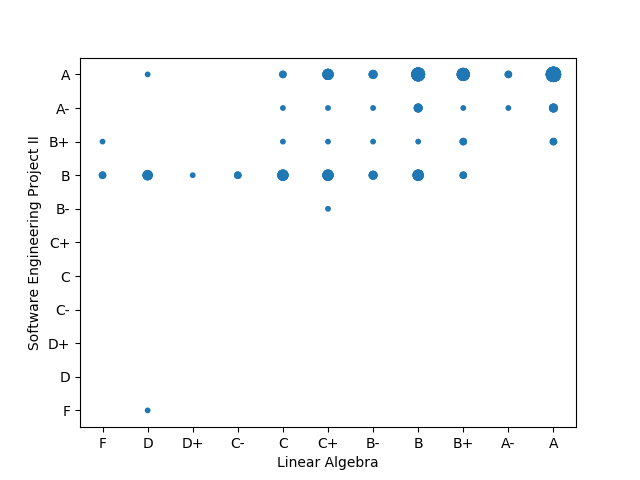 Software Engineering Project II
A
A-
B+
B
B-
C+
C
C-
D+
D
F
F D D+ C- C C+ B- B B+ A- A
Linear Algebra